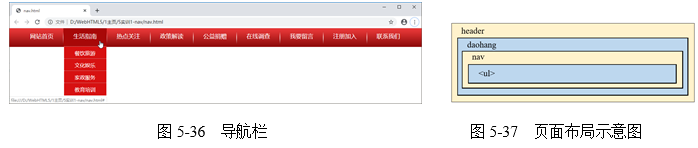 nav.html
文件 | D:/WebHTML5/1主页/5盒/01-nav/nav.html
网站首页 生活指南 热点关注 政策解读 公益捐赠 在线调查 我要留言 注册加入 联系我们
餐饮旅游
文化娱乐
家政服务
教育培训
图 5-36 导航栏
header
daohang
nav
<ul>
图 5-37 页面布局示意图